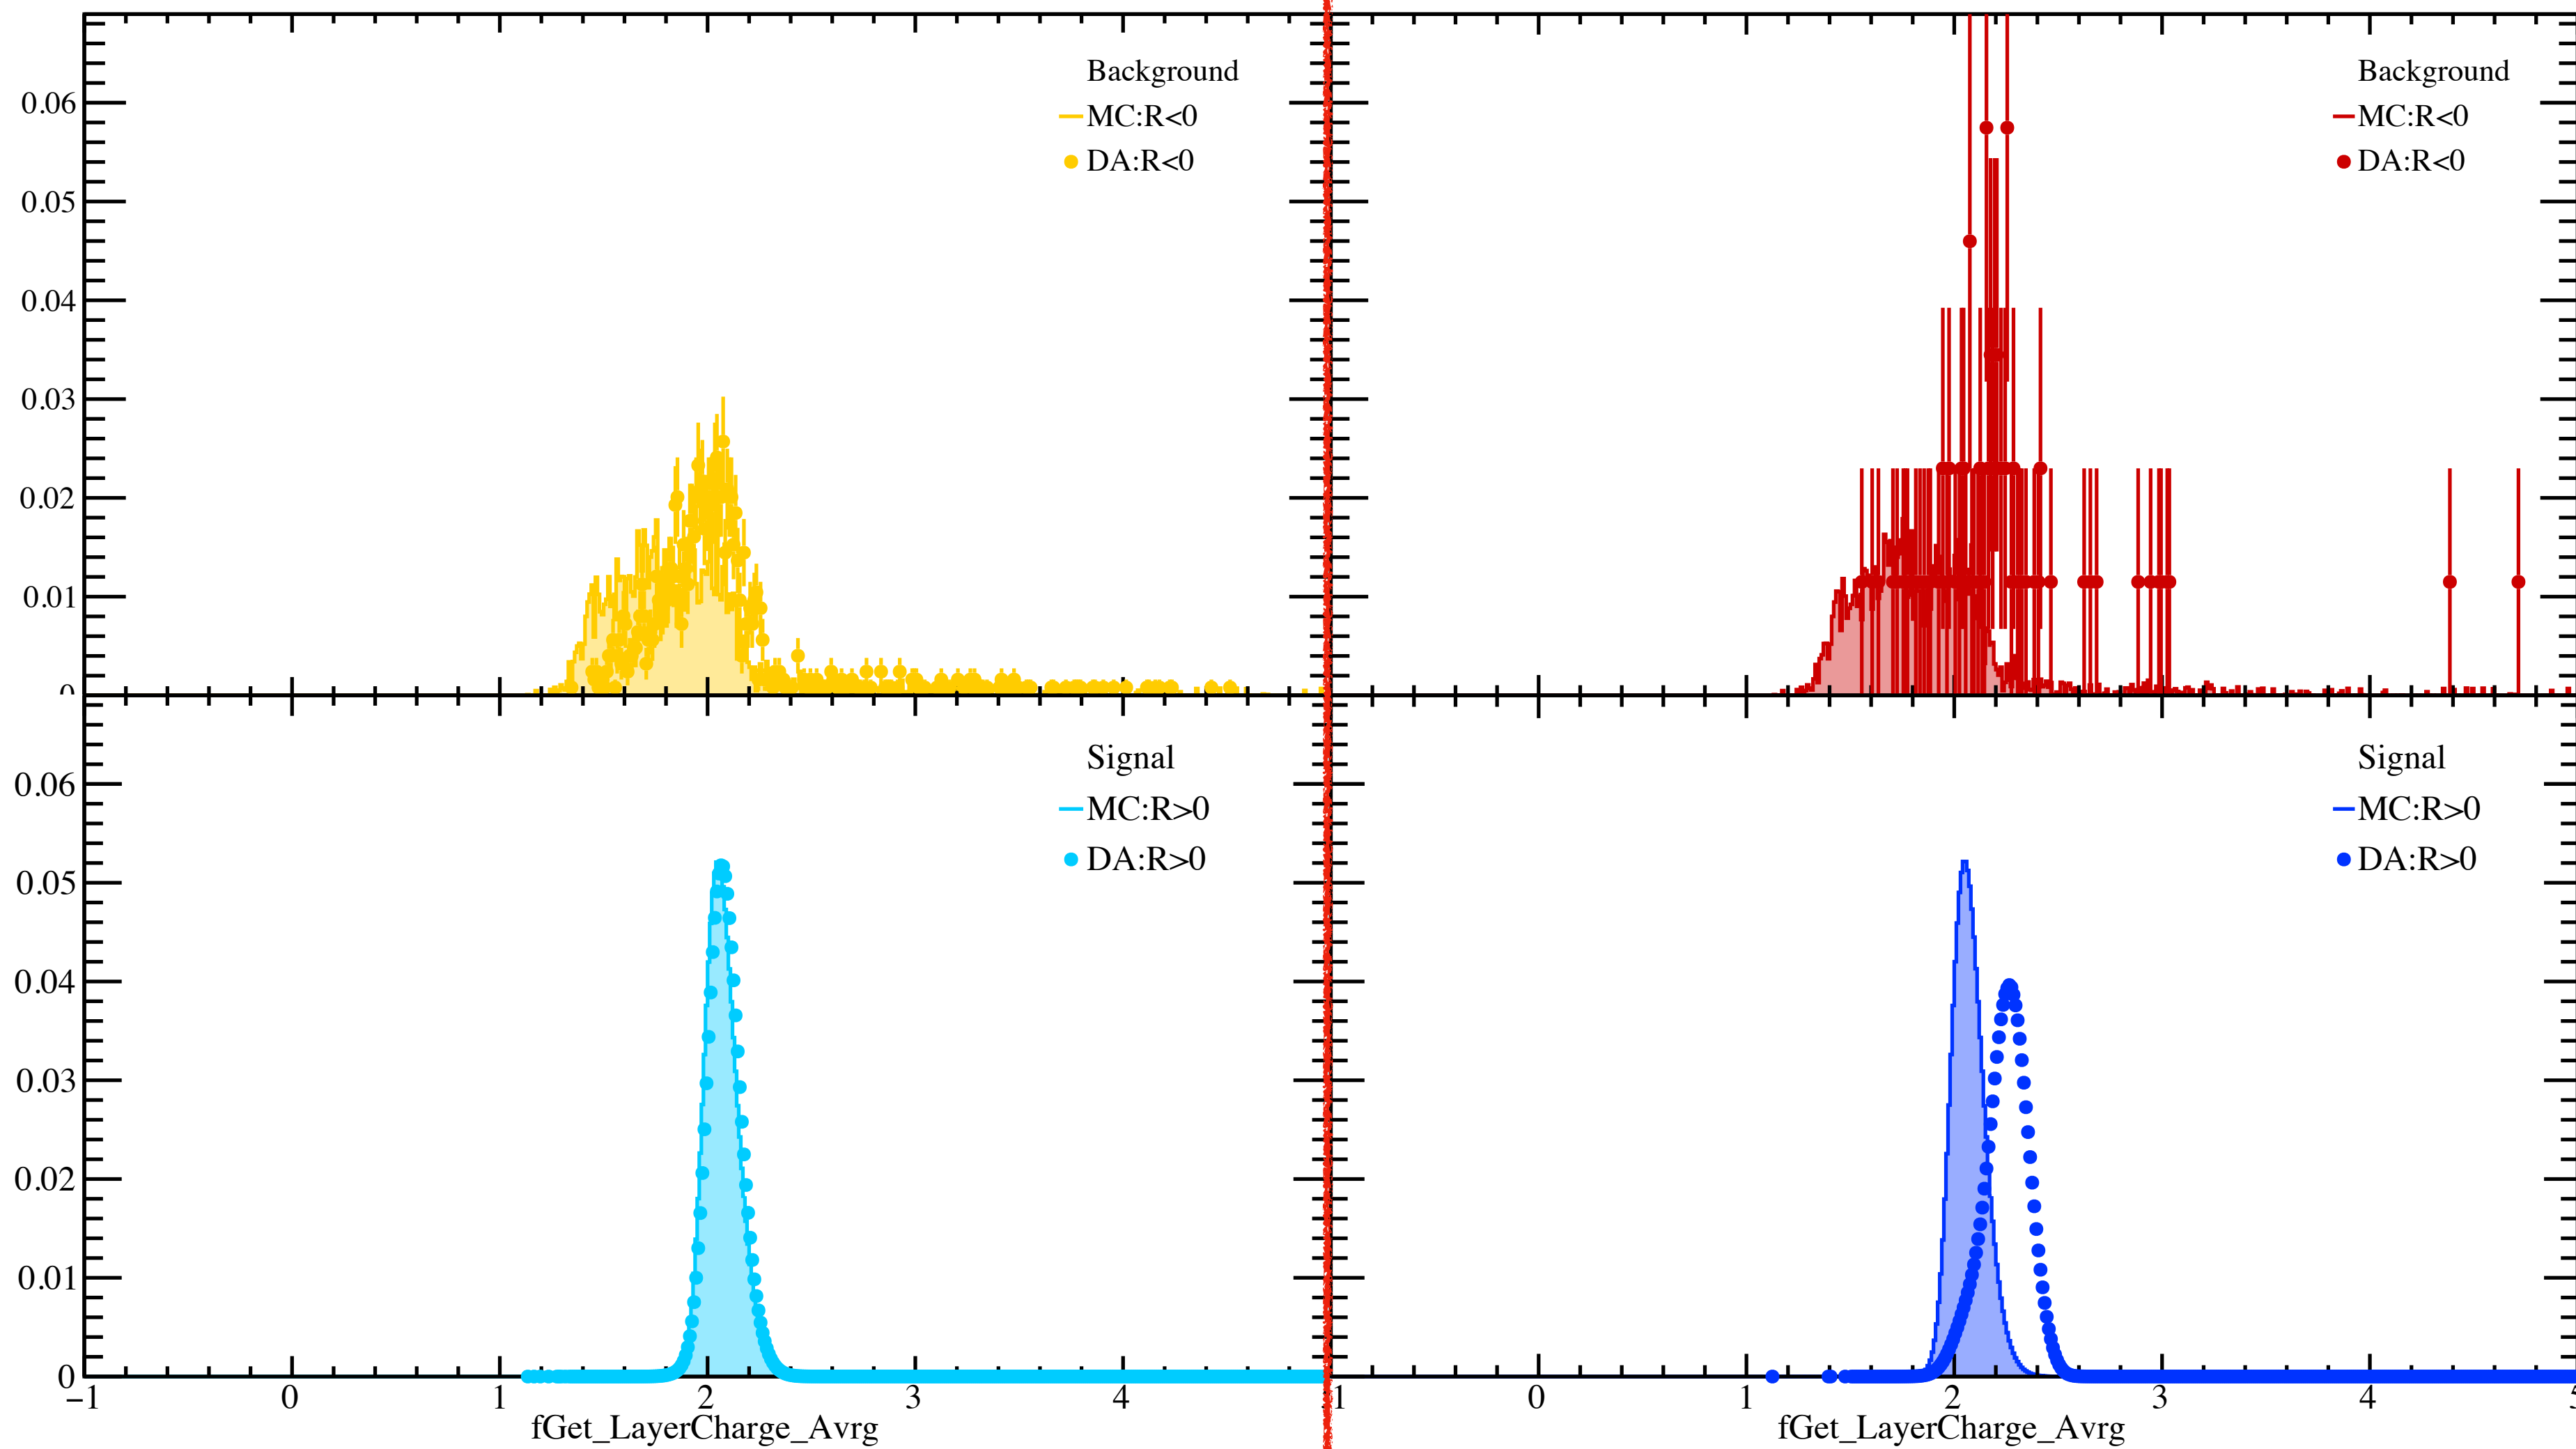 Background
MC:R<0
DA:R<0
0.06
0.05
0.04
0.03
0.02
0.01
0
Background
MC:R<0
DA:R<0
Signal
MC:R>0
DA:R>0
0.06
0.05
0.04
0.03
0.02
0.01
0
−1 0 1 2 3 4
fGet_LayerCharge_Avrg
Signal
MC:R>0
DA:R>0
1 0 1 2 3 4 5
fGet_LayerCharge_Avrg